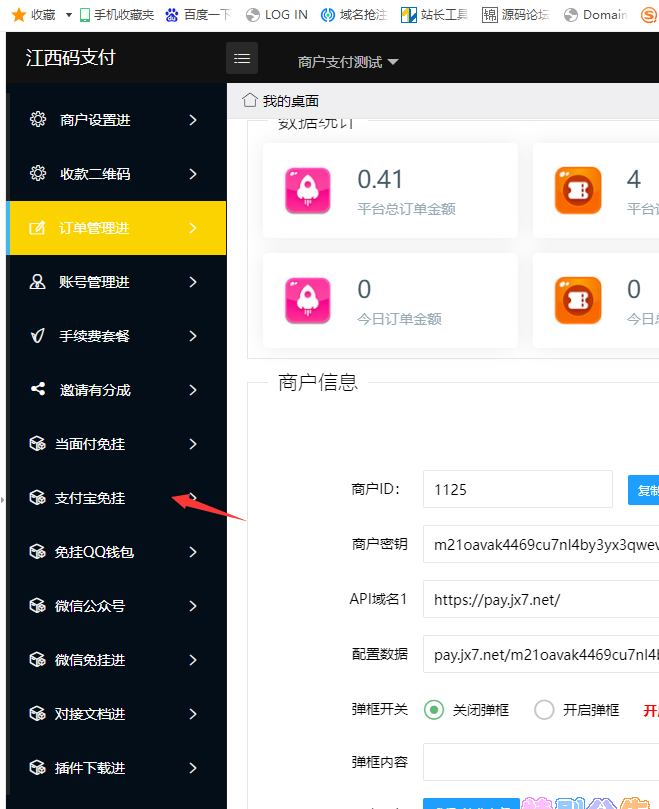 收藏 手机收藏夹 百度一下 LOG IN 域名抢注 站长工具 源码论坛 Domain
江西码支付
商户支付测试
我的桌面
商户设置进
收款二维码
订单管理进
账号管理进
手续费套餐
邀请有分成
当面付免挂
支付宝免挂
免挂QQ钱包
微信公众号
微信免挂进
对接文档进
插件下载进
数据统计
0.41
平台总订单金额
4
平台
0
今日订单金额
0
今日
商户信息
商户ID: 1125 复制
商户密钥 m21oavak4469cu7nl4by3yx3qwev
API域名1 https://pay.jx7.net/
配置数据 pay.jx7.net/m21oavak4469cu7nl4b
弹框开关 关闭弹框 开启弹框 开
弹框内容